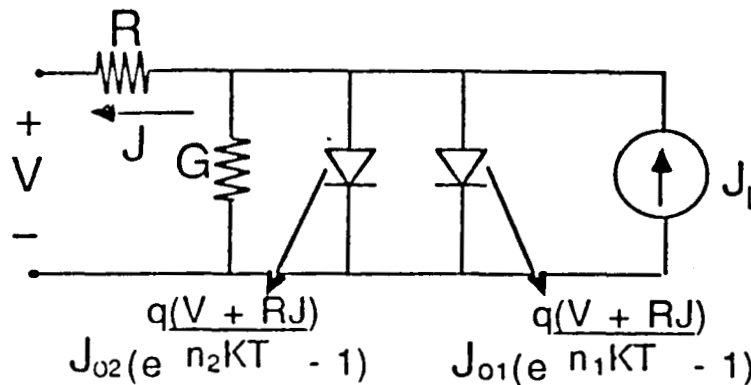 R
J
+
V
−
G
J
q(V + RJ)
q(V + RJ)
J₀₂(e n₂KT - 1)
J₀₁(e n₁KT - 1)